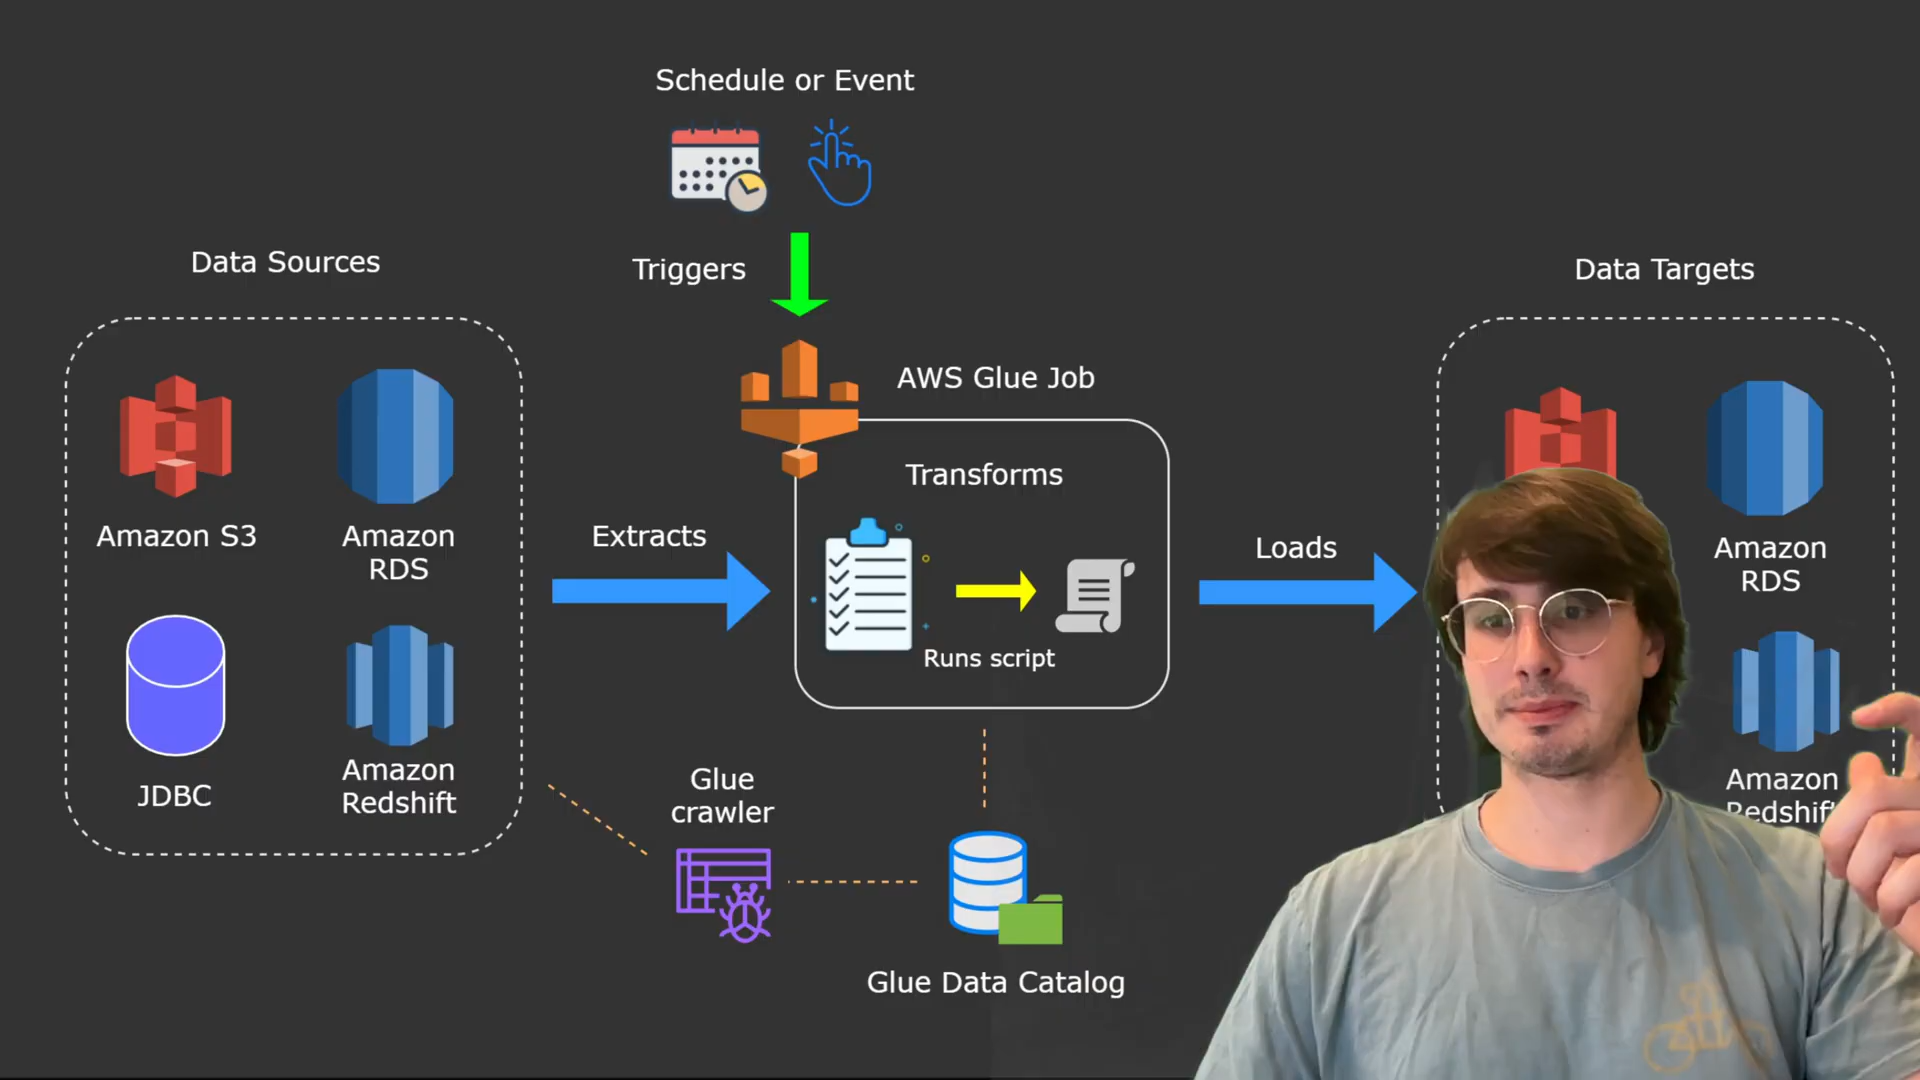 Schedule or Event
Triggers
Data Sources
Data Targets
AWS Glue Job
Transforms
Amazon S3
Amazon
RDS
Extracts
Runs script
Loads
Amazon
RDS
JDBC
Amazon
Redshift
Glue
crawler
Amazon
Redshift
Glue Data Catalog